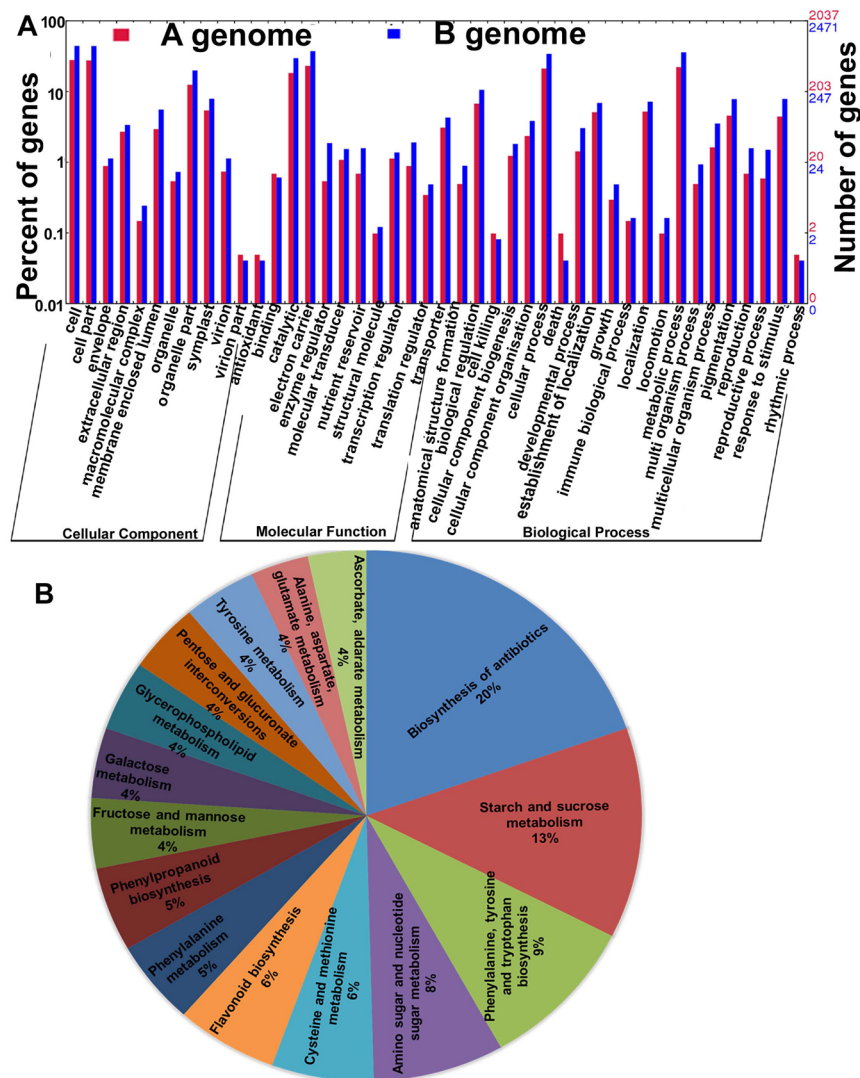 A
A genome
B genome
Percent of genes
100
10
1
0.1
0.01
Number of genes
2037
2471
203
247
20
24
2
2
0
0
cell
cell part
envelope
extracellular region
macromolecular complex
membrane enclosed lumen
organelle
organelle part
symplast
virion
virion part
antioxidant
binding
catalytic
electron carrier
enzyme regulator
molecular transducer
nutrient reservoir
structural molecule
transcription regulator
translation regulator
transporter
anatomical structure formation
biological regulation
cell killing
cellular component biogenesis
cellular component organisation
cellular process
death
developmental process
establishment of localization
growth
immune biological process
localization
locomotion
metabolic process
multi organism process
multicellular organism process
pigmentation
reproduction
reproductive process
response to stimulus
rhythmic process
Cellular Component
Molecular Function
Biological Process
B
Biosynthesis of antibiotics
20%
Starch and sucrose
metabolism
13%
Phenylalanine, tyrosine
and tryptophan
biosynthesis
9%
Amino sugar and nucleotide
sugar metabolism
8%
Cysteine and methionine
metabolism
6%
Flavonoid biosynthesis
6%
Phenylalanine
metabolism
5%
Phenylpropanoid
biosynthesis
5%
Fructose and mannose
metabolism
4%
Galactose
metabolism
4%
Glycerophospholipid
metabolism
4%
Pentose and glucuronate
interconversions
4%
Tyrosine metabolism
4%
Alanine, aspartate,
glutamate metabolism
4%
Ascorbate, aldarate metabolism
4%